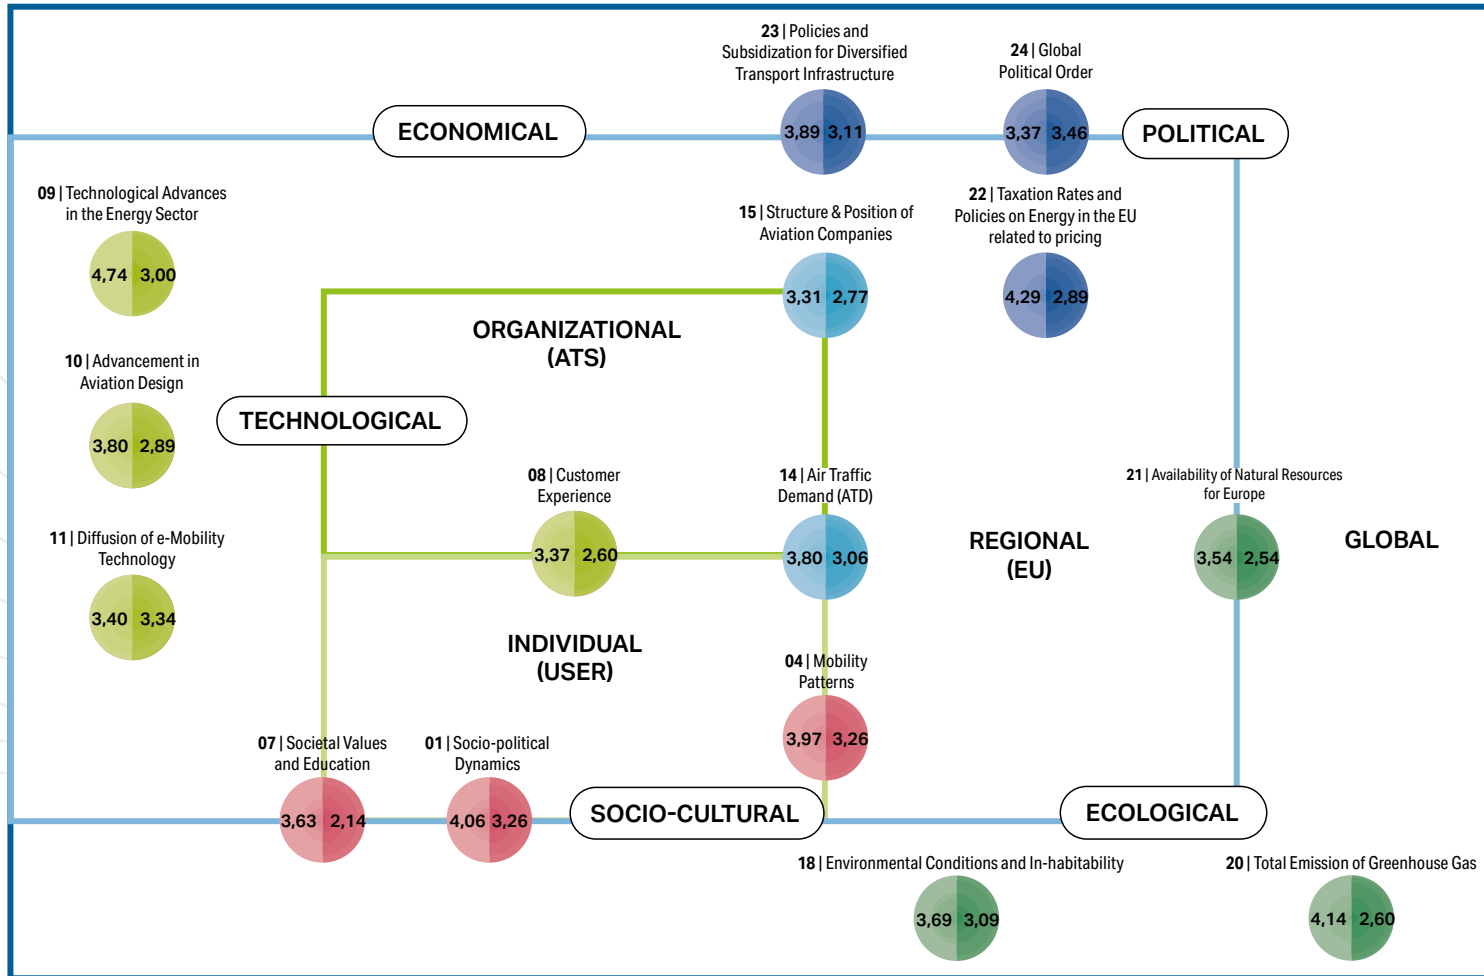 23 | Policies and
Subsidization for Diversified
Transport Infrastructure
3,89 3,11
24 | Global
Political Order
3,37 3,46
ECONOMICAL
POLITICAL
09 | Technological Advances
in the Energy Sector
4,74 3,00
15 | Structure & Position of
Aviation Companies
3,31 2,77
22 | Taxation Rates and
Policies on Energy in the EU
related to pricing
4,29 2,89
ORGANIZATIONAL
(ATS)
10 | Advancement in
Aviation Design
3,80 2,89
TECHNOLOGICAL
08 | Customer
Experience
3,37 2,60
14 | Air Traffic
Demand (ATD)
3,80 3,06
21 | Availability of Natural Resources
for Europe
3,54 2,54
REGIONAL
(EU)
GLOBAL
11 | Diffusion of e-Mobility
Technology
3,40 3,34
INDIVIDUAL
(USER)
04 | Mobility
Patterns
3,97 3,26
07 | Societal Values
and Education
3,63 2,14
01 | Socio-political
Dynamics
4,06 3,26
SOCIO-CULTURAL
ECOLOGICAL
18 | Environmental Conditions and In-habitability
3,69 3,09
20 | Total Emission of Greenhouse Gas
4,14 2,60